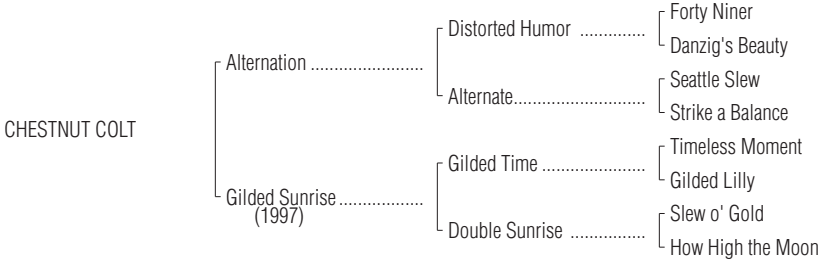 Forty Niner
Distorted Humor ..............
Danzig's Beauty
Alternation ........................
Seattle Slew
Alternate............................
Strike a Balance
CHESTNUT COLT
Timeless Moment
Gilded Time ......................
Gilded Lilly
Gilded Sunrise ..................
(1997)
Slew o' Gold
Double Sunrise ................
How High the Moon